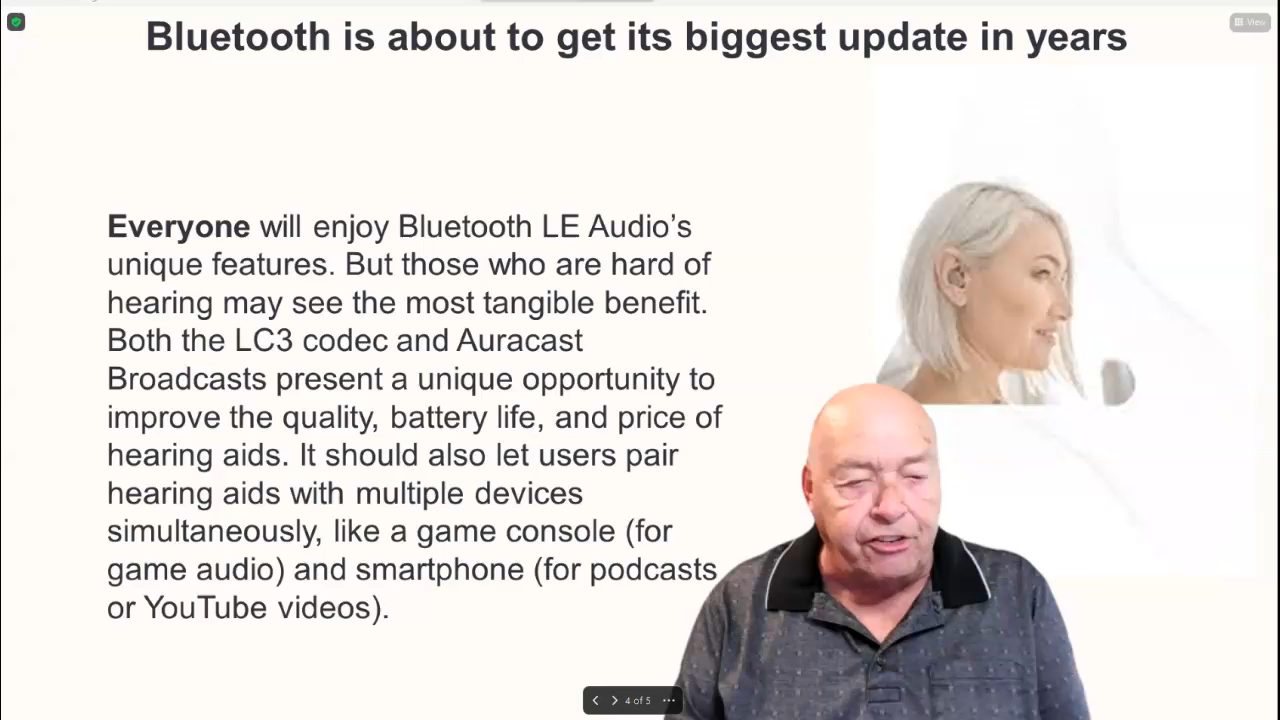 Bluetooth is about to get its biggest update in years
View
Everyone will enjoy Bluetooth LE Audio’s
unique features. But those who are hard of
hearing may see the most tangible benefit.
Both the LC3 codec and Auracast
Broadcasts present a unique opportunity to
improve the quality, battery life, and price of
hearing aids. It should also let users pair
hearing aids with multiple devices
simultaneously, like a game console (for
game audio) and smartphone (for podcasts
or YouTube videos).
4 of 5